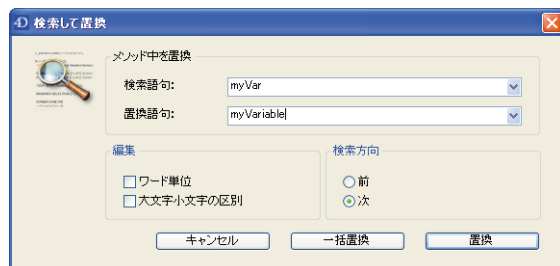 4D 検索して置換
メソッド中を置換
検索語句: myVar
置換語句: myVariable
編集
ワード単位
大文字小文字の区別
検索方向
前
次
キャンセル 一括置換 置換